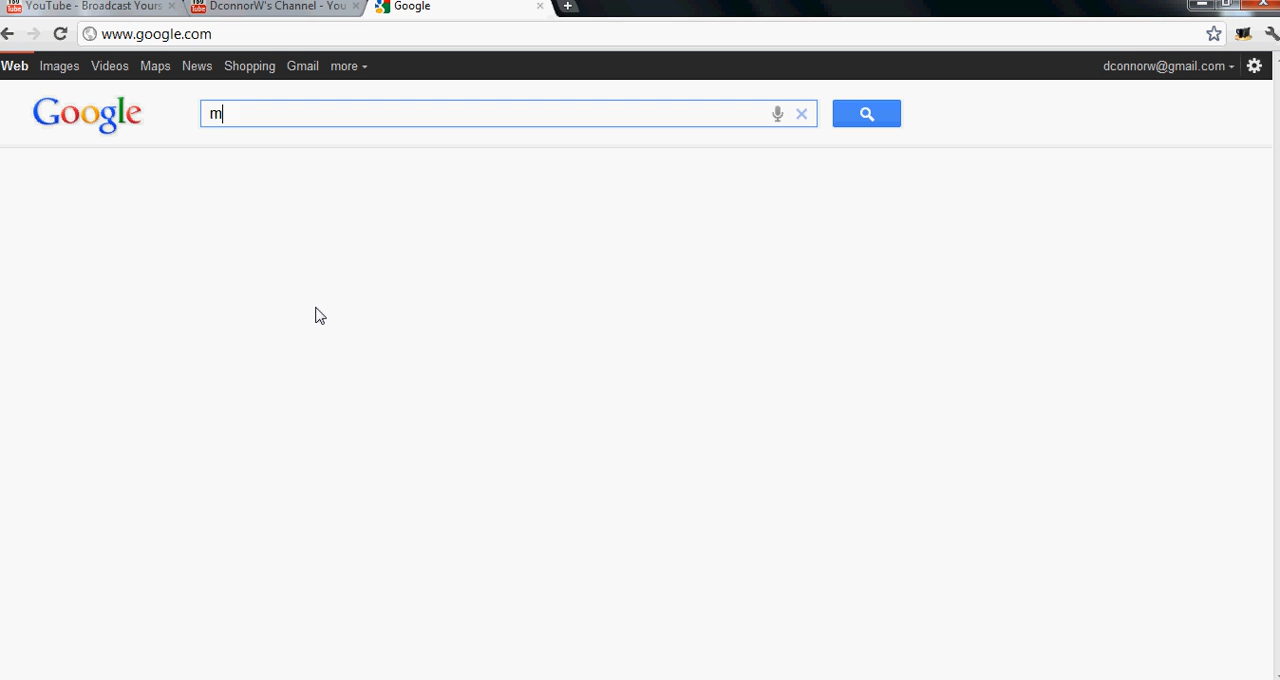 YouTube - Broadcast Yours
DconnorW's Channel - You
Google
www.google.com
Web Images Videos Maps News Shopping Gmail more
dconnorw@gmail.com
Google
m